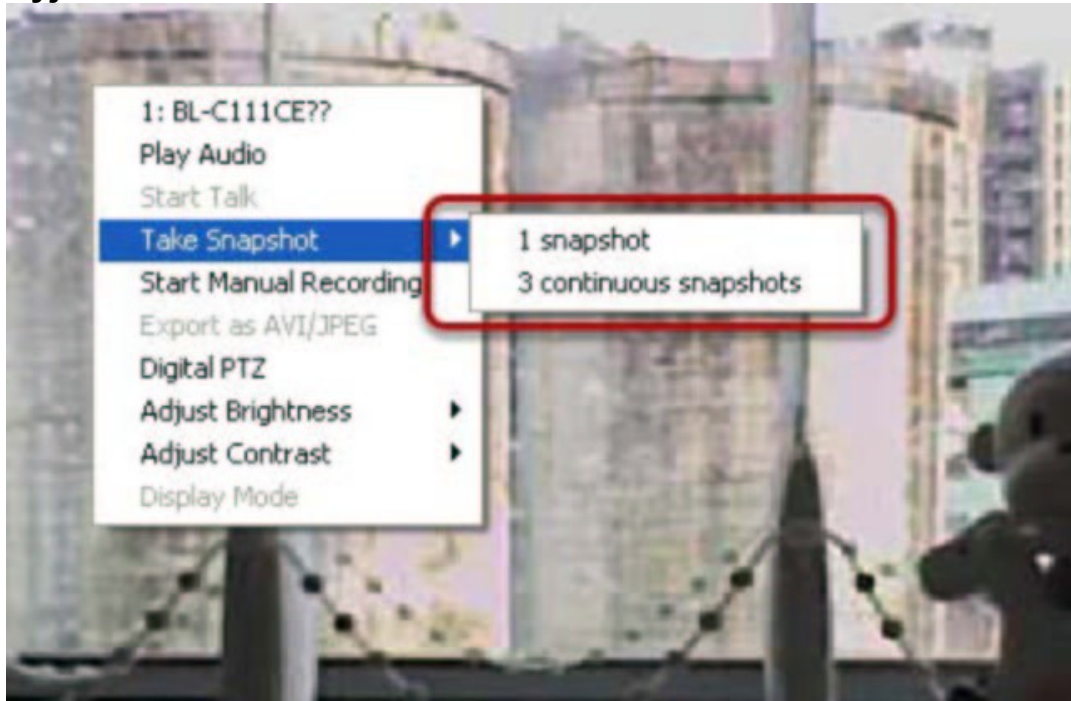 1: BL-C111CE??
Play Audio
Start Talk
Take Snapshot
1 snapshot
3 continuous snapshots
Start Manual Recording
Export as AVI/JPEG
Digital PTZ
Adjust Brightness
Adjust Contrast
Display Mode